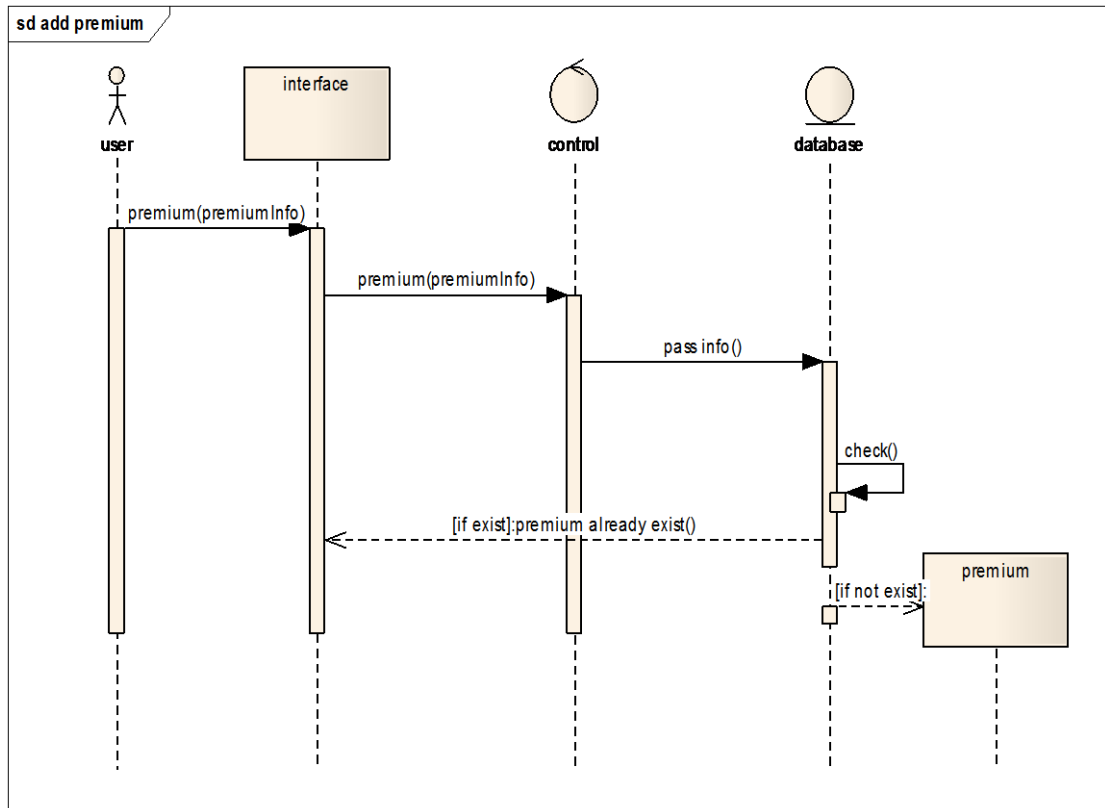 sd add premium
interface
user
control
database
premium(premiumInfo)
premium(premiumInfo)
pass info()
check()
[if exist]:premium already exist()
premium
[if not exist]: